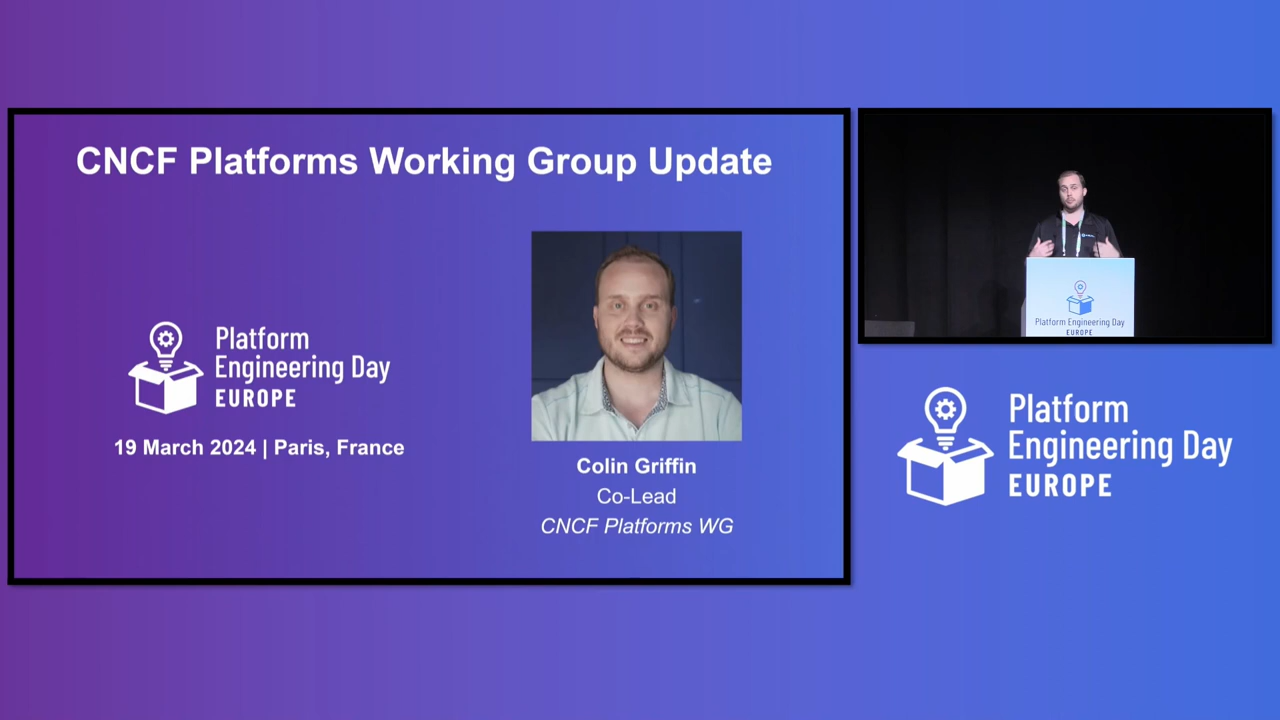 CNCF Platforms Working Group Update
Platform
Engineering Day
EUROPE
19 March 2024 | Paris, France
Colin Griffin
Co-Lead
CNCF Platforms WG
Platform Engineering Day
EUROPE
Platform
Engineering Day
EUROPE